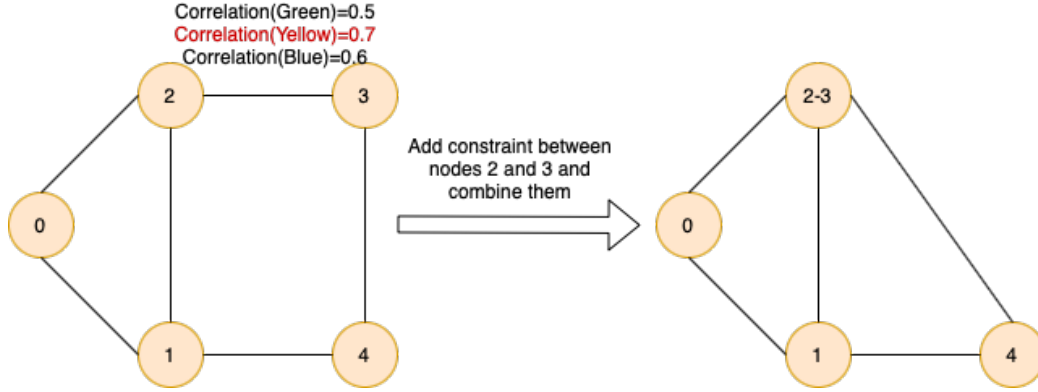 Correlation(Green)=0.5
Correlation(Yellow)=0.7
Correlation(Blue)=0.6
2
3
0
1
4
Add constraint between
nodes 2 and 3 and
combine them
2-3
0
1
4